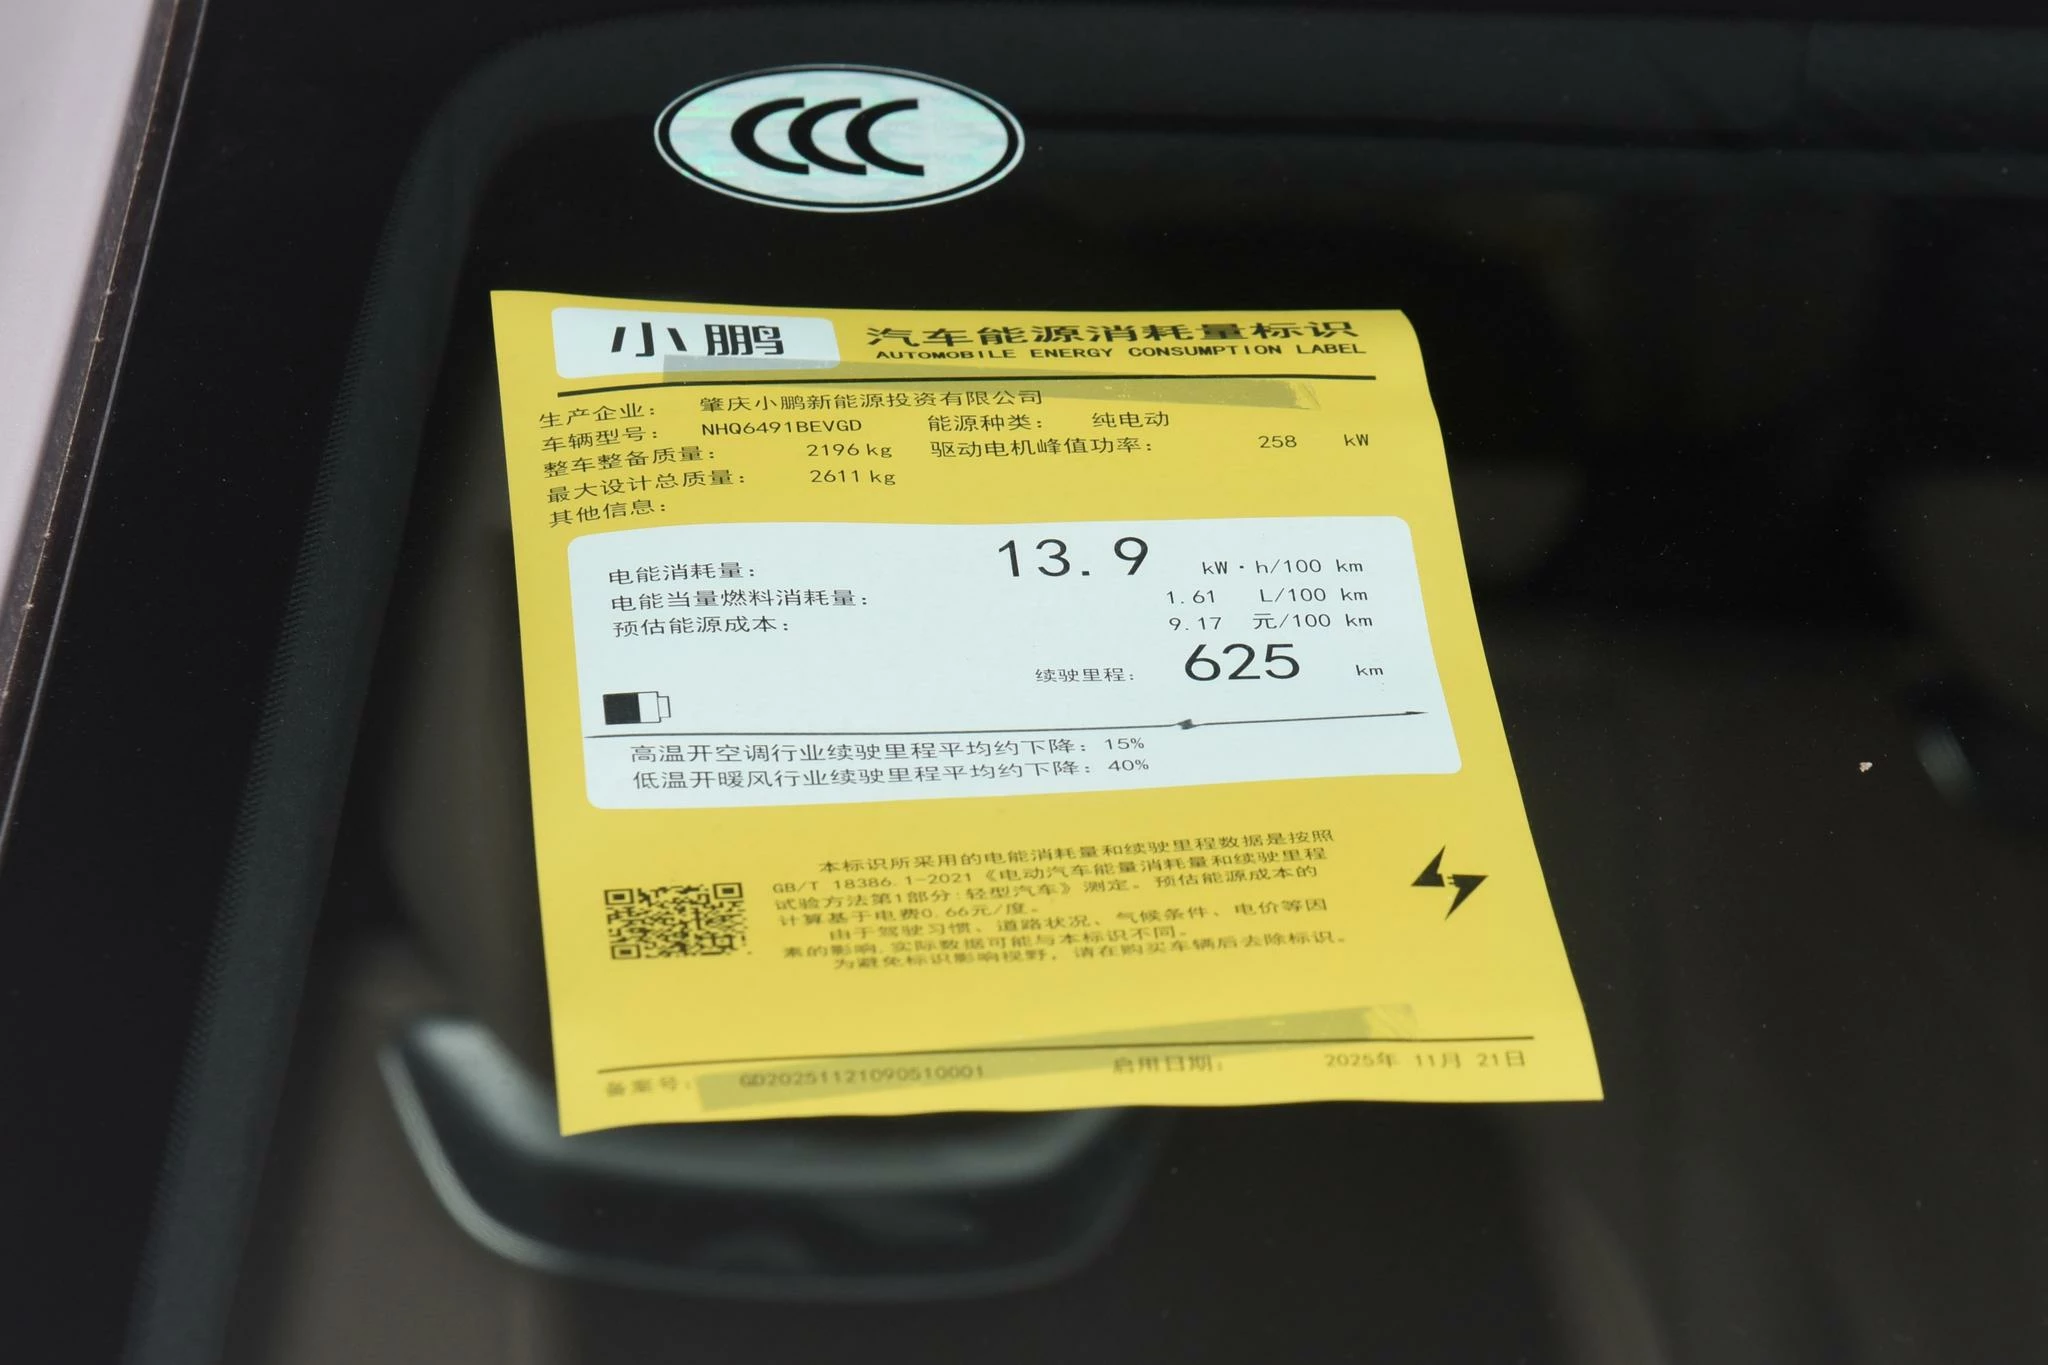 CCC
小鹏 汽车能源消耗量标识
AUTOMOBILE ENERGY CONSUMPTION LABEL
生产企业： 肇庆小鹏新能源投资有限公司
车辆型号： NHQ6491BEVGD 能源种类： 纯电动
整车整备质量： 2196 kg 驱动电机峰值功率： 258 kW
最大设计总质量： 2611 kg
其他信息：
电能消耗量： 13.9 kW·h/100 km
电能当量燃料消耗量： 1.61 L/100 km
预估能源成本： 9.17 元/100 km
续驶里程： 625 km
高温开空调行业续驶里程平均约下降： 15%
低温开暖风行业续驶里程平均约下降： 40%
本标识所采用的电能消耗量和续驶里程数据是按照
GB/T 18386.1-2021《电动汽车能量消耗量和续驶里程
试验方法第1部分:轻型汽车》测定。预估能源成本的
计算基于电费0.66元/度。
由于驾驶习惯、道路状况、气候条件、电价等因
素的影响,实际数据可能与本标识不同。
为避免标识影响视野，请在购买车辆后去除标识。
备案号： GD20251121090510001 启用日期： 2025年 11月 21日